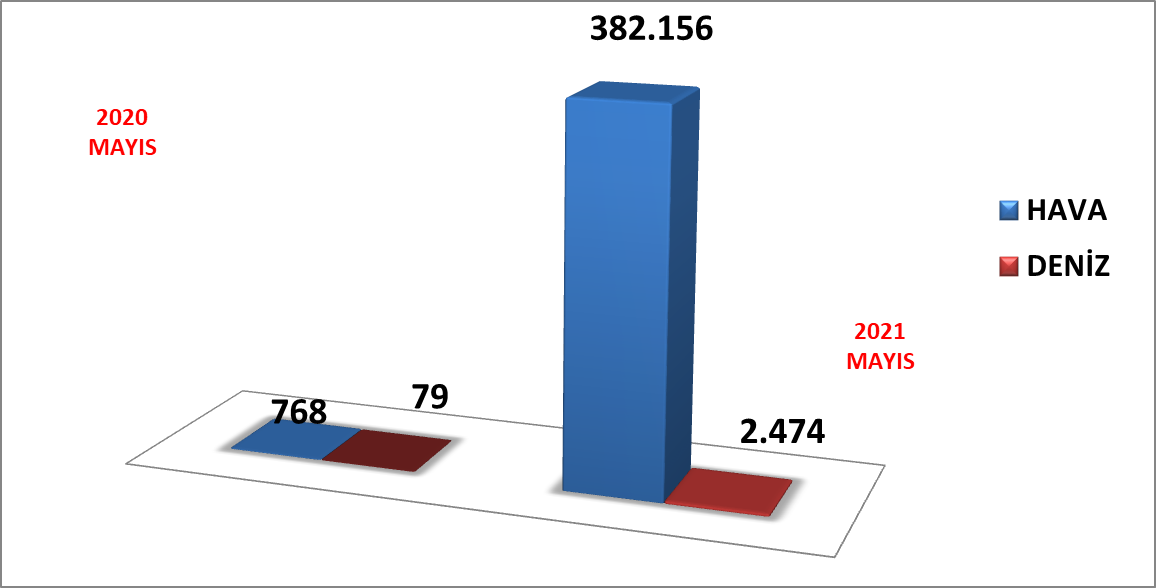 382.156
2020
MAYIS
HAVA
DENİZ
2021
MAYIS
768
79
2.474